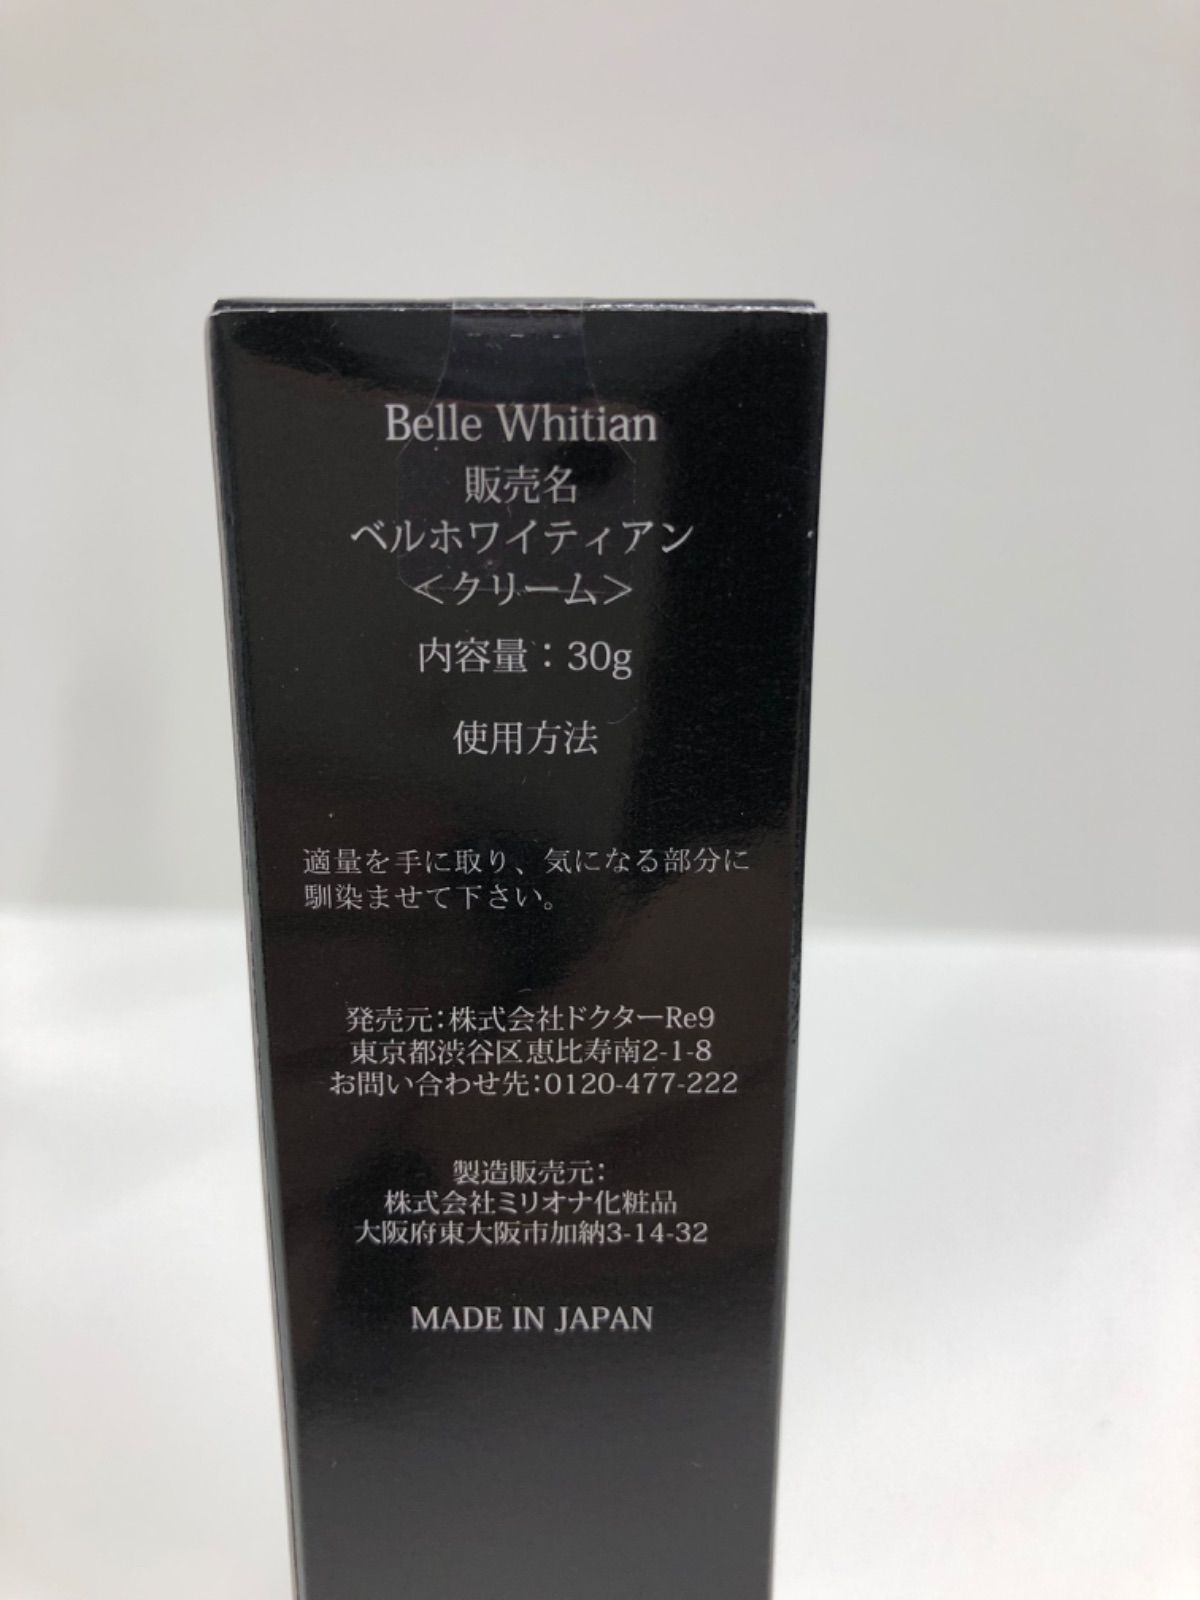 Belle Whitian
販売名
ベルホワイティアン
＜クリーム＞
内容量：30g
使用方法
適量を手に取り、気になる部分に
馴染ませて下さい。
発売元：株式会社ドクターRe9
東京都渋谷区恵比寿南2-1-8
お問い合わせ先：0120-477-222
製造販売元：
株式会社ミリオナ化粧品
大阪府東大阪市加納3-14-32
MADE IN JAPAN